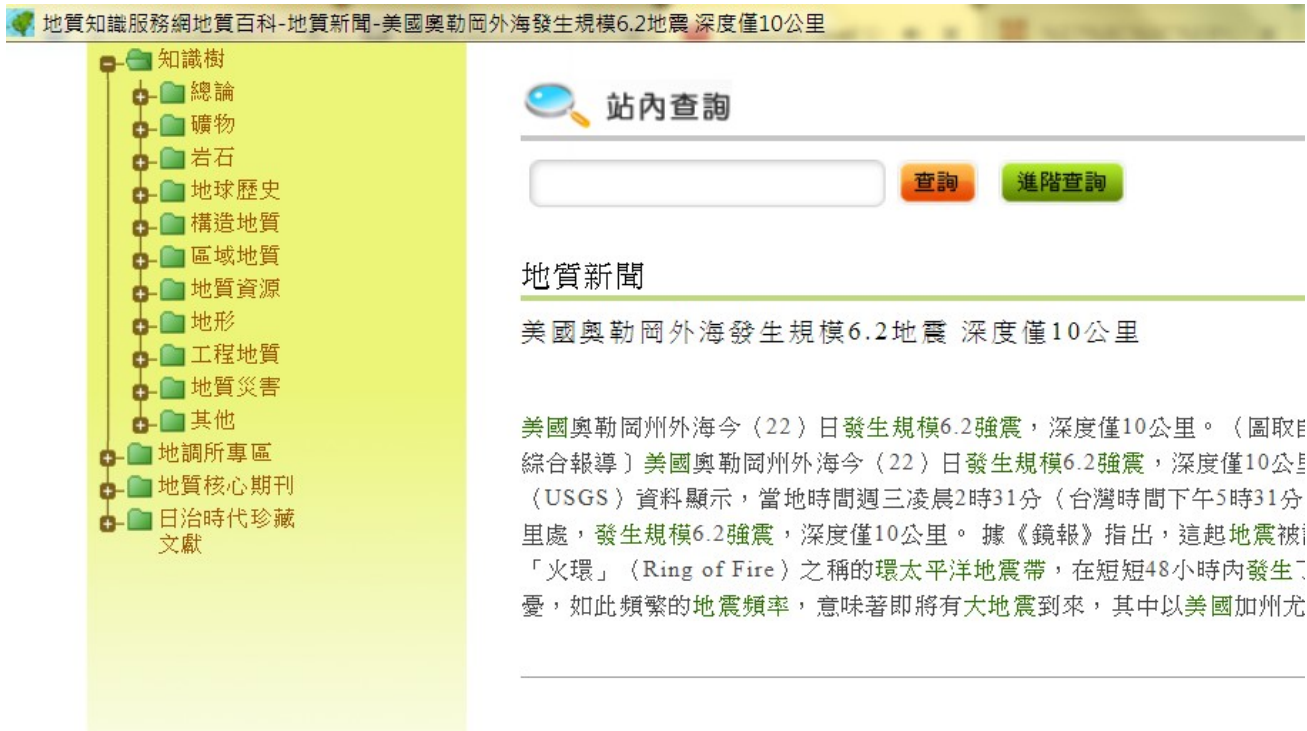 地質知識服務網地質百科-地質新聞-美國奧勒岡外海發生規模6.2地震 深度僅10公里
知識樹
總論
礦物
岩石
地球歷史
構造地質
區域地質
地質資源
地形
工程地質
地質災害
其他
地調所專區
地質核心期刊
日治時代珍藏
文獻
站內查詢
查詢
進階查詢
地質新聞
美國奧勒岡外海發生規模6.2地震 深度僅10公里
美國奧勒岡州外海今（22）日發生規模6.2強震，深度僅10公里。（圖取自
綜合報導〕美國奧勒岡州外海今（22）日發生規模6.2強震，深度僅10公里
（USGS）資料顯示，當地時間週三凌晨2時31分（台灣時間下午5時31分
里處，發生規模6.2強震，深度僅10公里。 據《鏡報》指出，這起地震被
「火環」（Ring of Fire）之稱的環太平洋地震帶，在短短48小時內發生了
憂，如此頻繁的地震頻率，意味著即將有大地震到來，其中以美國加州尤